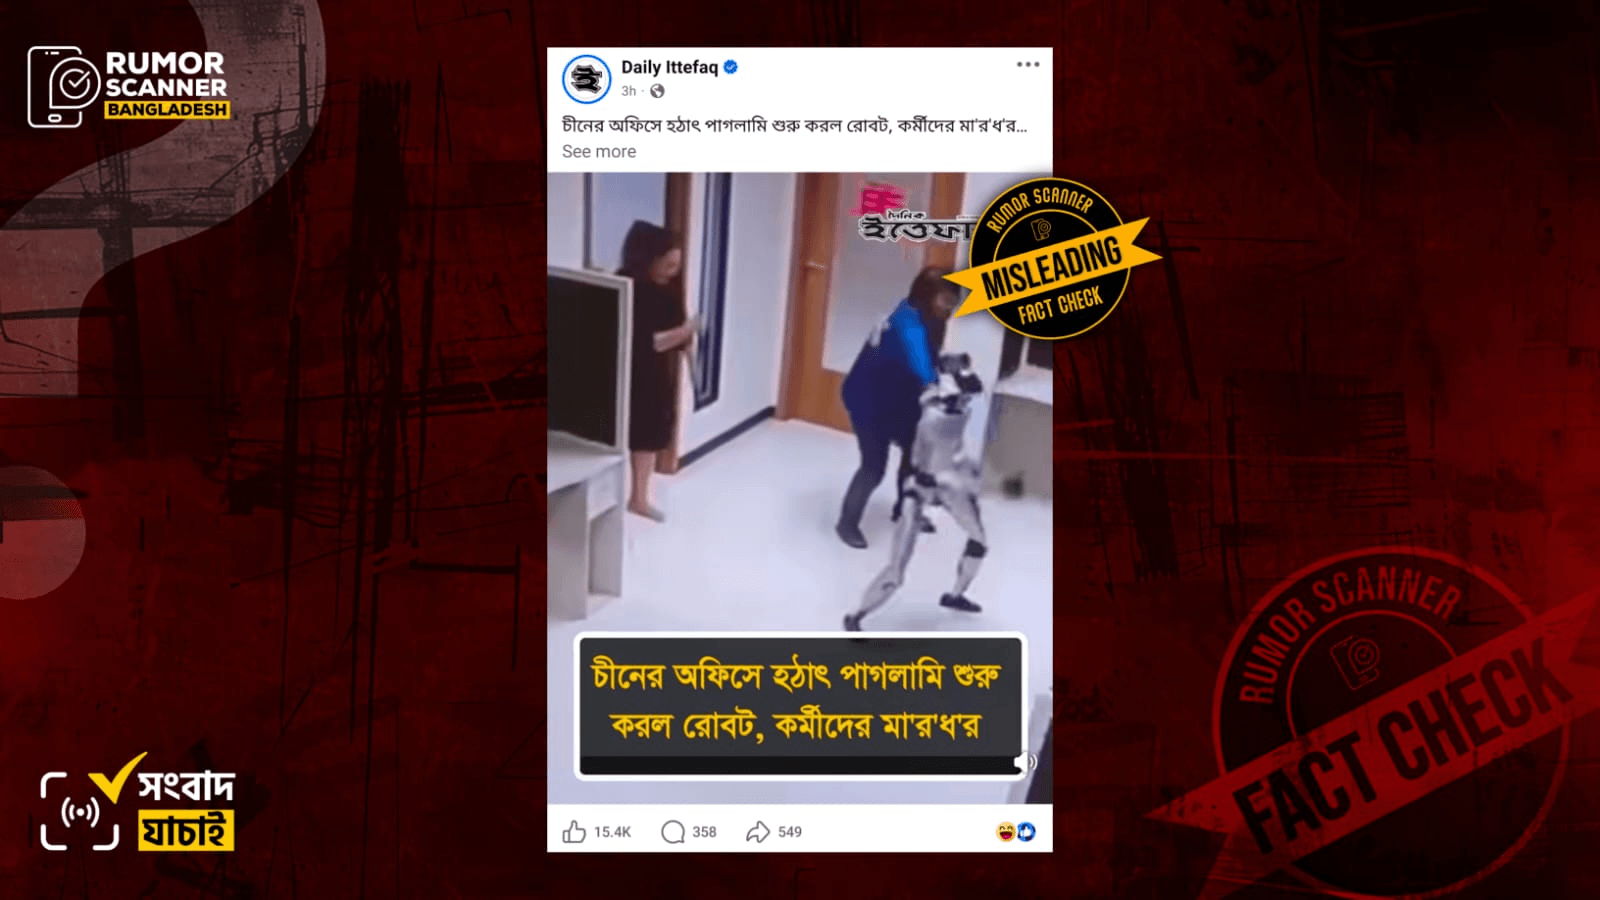 RUMOR
SCANNER
BANGLADESH
Daily Ittefaq
3h
চীনের অফিসে হঠাৎ পাগলামি শুরু করল রোবট, কর্মীদের মা'র'ধ'র...
See more
দৈনিক
ইত্তেফা
RUMOR SCANNER
MISLEADING
FACT CHECK
চীনের অফিসে হঠাৎ পাগলামি শুরু
করল রোবট, কর্মীদের মা'র'ধ'র
15.4K
358
549
সংবাদ
যাচাই
RUMOR SCANNER
FACT CHECK